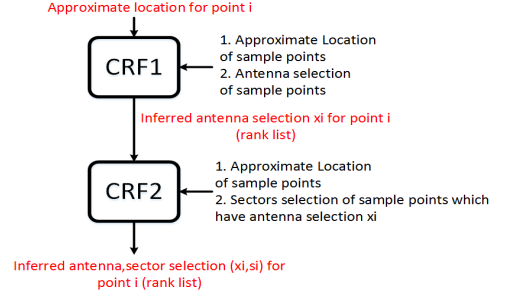 Approximate location for point i
CRF1
1. Approximate Location
of sample points
2. Antenna selection
of sample points
Inferred antenna selection xi for point i
(rank list)
CRF2
1. Approximate Location
of sample points
2. Sectors selection of sample points which
have antenna selection xi
Inferred antenna,sector selection (xi,si) for
point i (rank list)